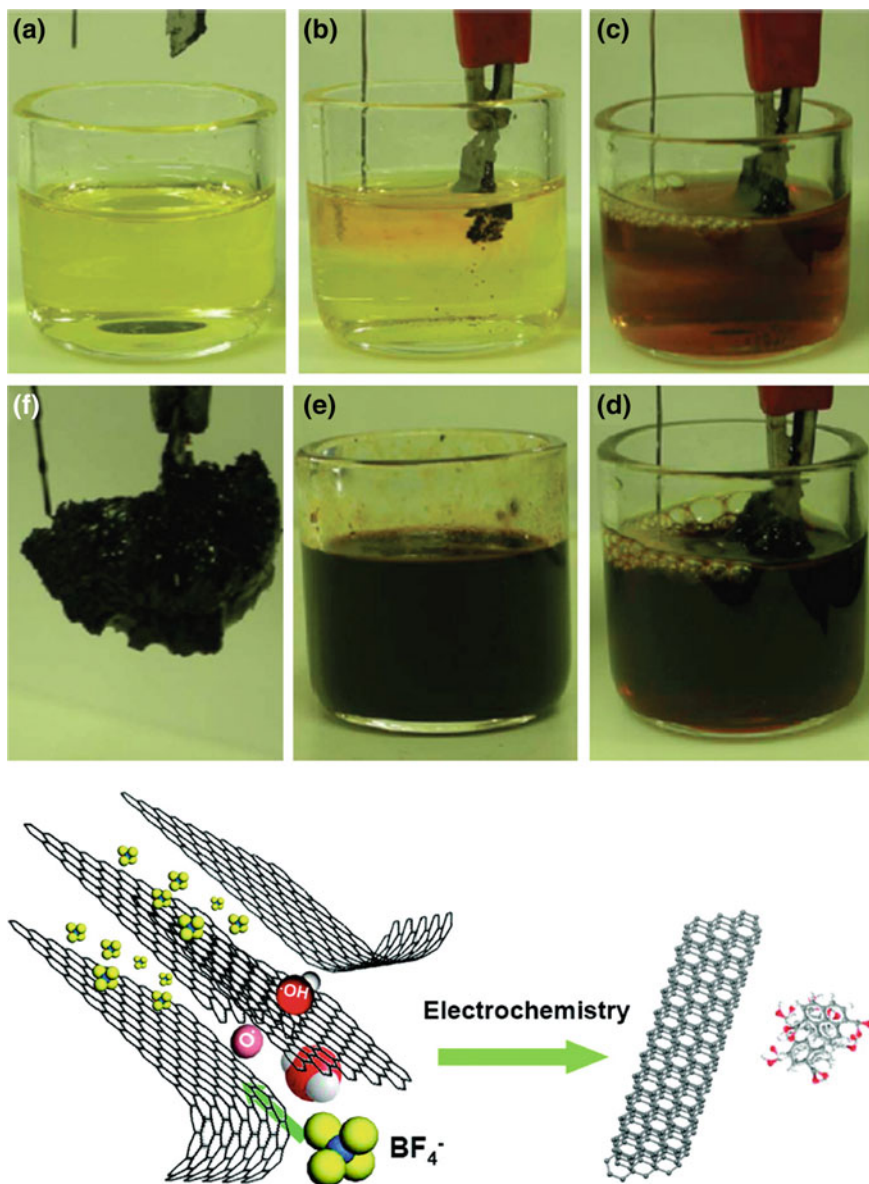 (a)
(b)
(c)
(f)
(e)
(d)
·OH
O·
Electrochemistry
BF₄⁻